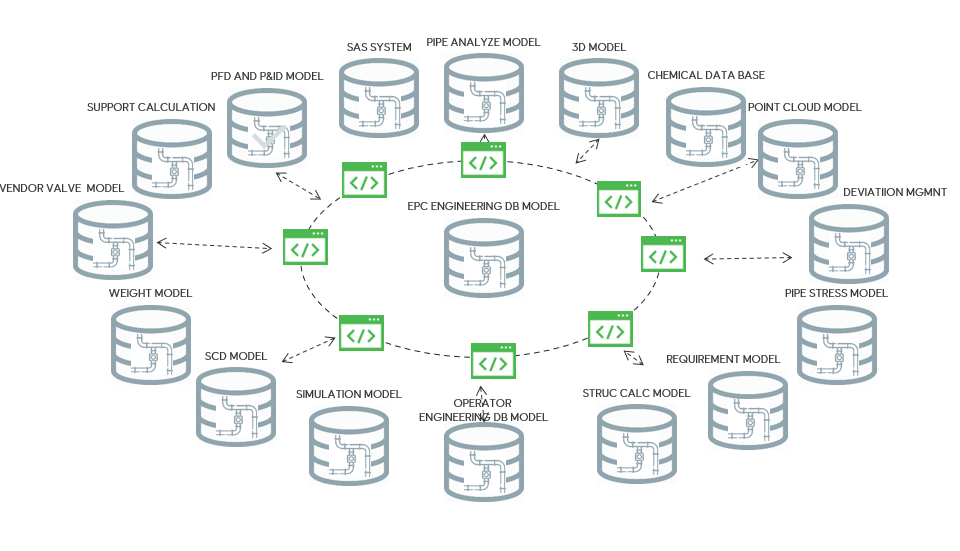 PIPE ANALYZE MODEL
SAS SYSTEM
3D MODEL
PFD AND P&ID MODEL
CHEMICAL DATA BASE
SUPPORT CALCULATION
POINT CLOUD MODEL
VENDOR VALVE MODEL
DEVIATIION MGMNT
EPC ENGINEERING DB MODEL
WEIGHT MODEL
PIPE STRESS MODEL
SCD MODEL
REQUIREMENT MODEL
SIMULATION MODEL
STRUC CALC MODEL
OPERATOR
ENGINEERING DB MODEL